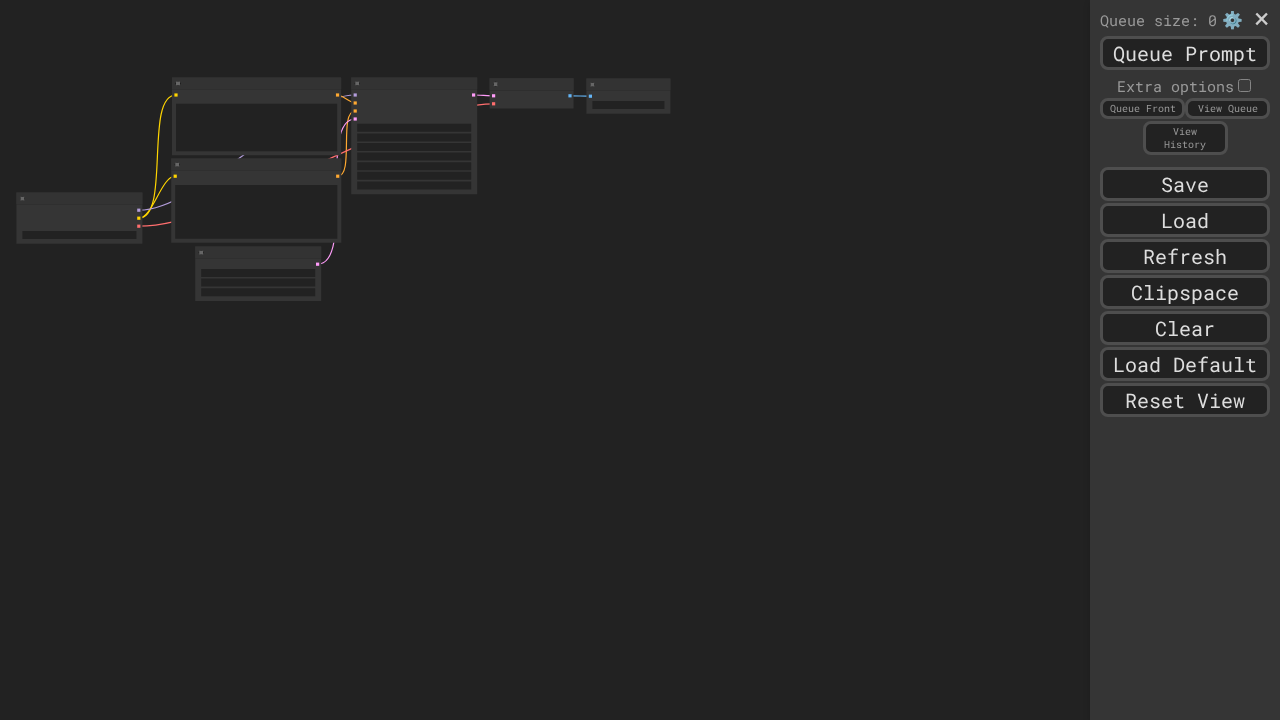 Queue size: 0
Queue Prompt
Extra options
Queue Front
View Queue
View
History
Save
Load
Refresh
Clipspace
Clear
Load Default
Reset View